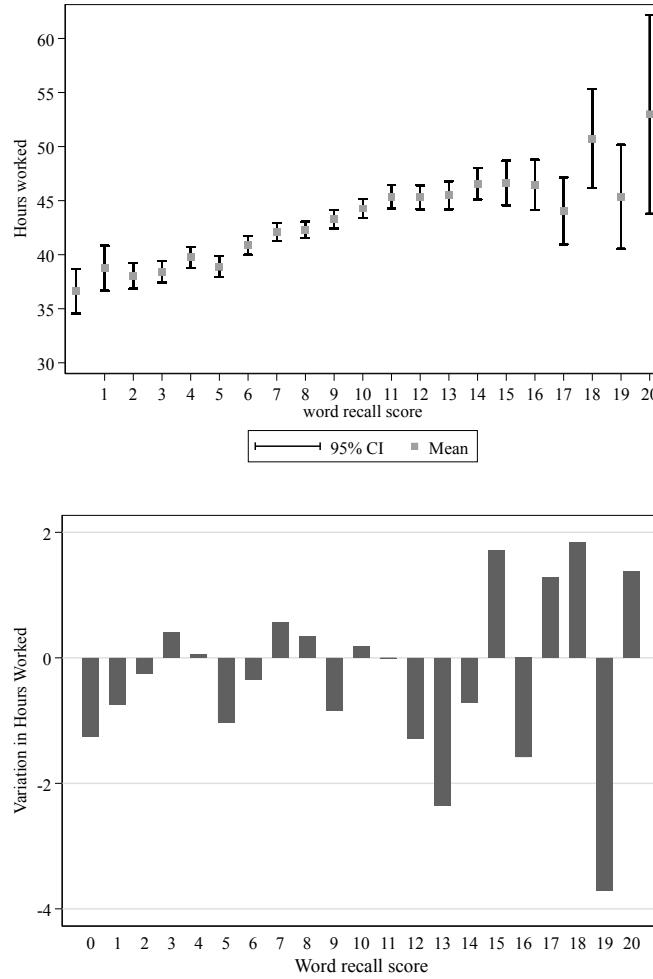 60
55
50
45
40
35
30
Hours worked
1 2 3 4 5 6 7 8 9 10 11 12 13 14 15 16 17 18 19 20
word recall score
95% CI Mean
2
0
-2
-4
Variation in Hours Worked
0 1 2 3 4 5 6 7 8 9 10 11 12 13 14 15 16 17 18 19 20
Word recall score